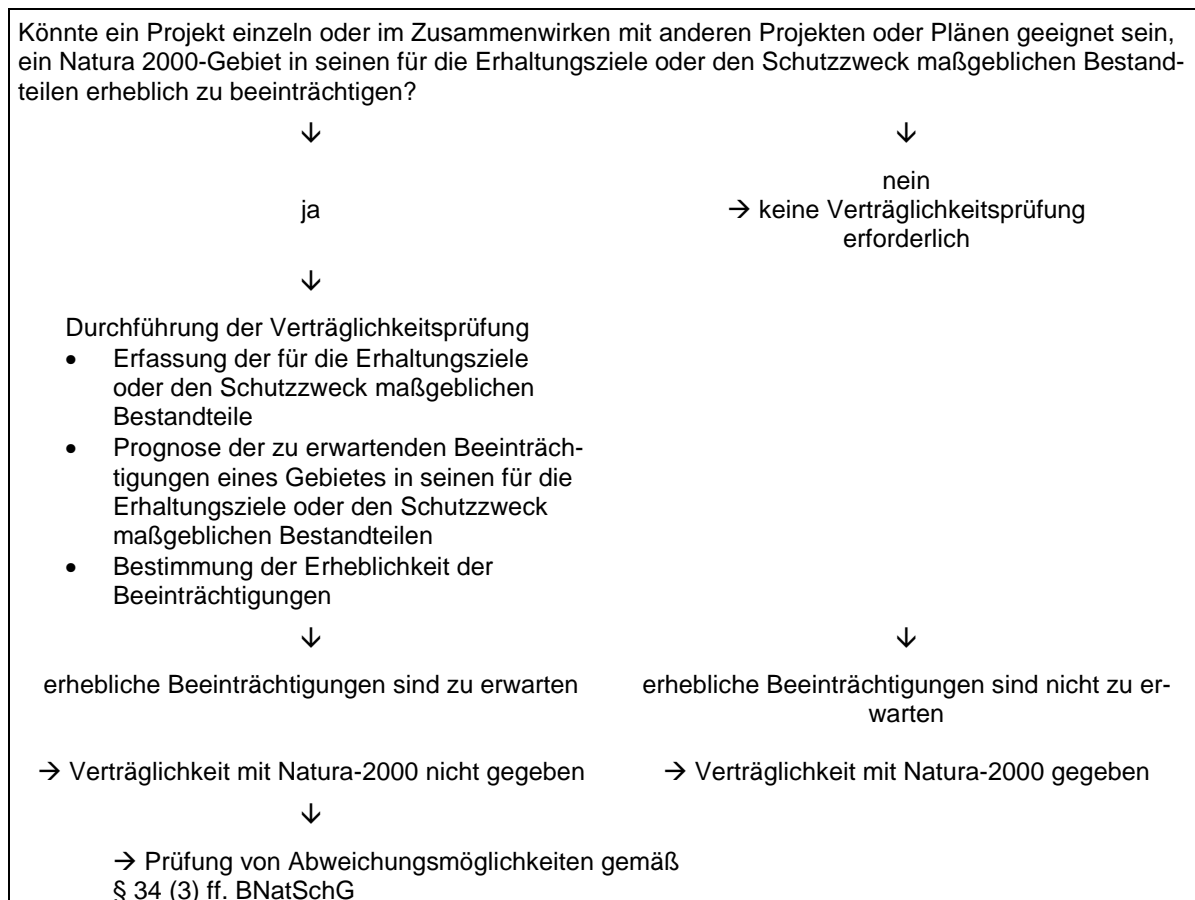 Könnte ein Projekt einzeln oder im Zusammenwirken mit anderen Projekten oder Plänen geeignet sein,
ein Natura 2000-Gebiet in seinen für die Erhaltungsziele oder den Schutzzweck maßgeblichen Bestand-
teilen erheblich zu beeinträchtigen?
↓ ↓
ja
nein
→ keine Verträglichkeitsprüfung
erforderlich
↓
Durchführung der Verträglichkeitsprüfung
• Erfassung der für die Erhaltungsziele
oder den Schutzzweck maßgeblichen
Bestandteile
• Prognose der zu erwartenden Beeinträch-
tigungen eines Gebietes in seinen für die
Erhaltungsziele oder den Schutzzweck
maßgeblichen Bestandteilen
• Bestimmung der Erheblichkeit der
Beeinträchtigungen
↓ ↓
erhebliche Beeinträchtigungen sind zu erwarten
erhebliche Beeinträchtigungen sind nicht zu er-
warten
→ Verträglichkeit mit Natura-2000 nicht gegeben
→ Verträglichkeit mit Natura-2000 gegeben
↓
→ Prüfung von Abweichungsmöglichkeiten gemäß
§ 34 (3) ff. BNatSchG